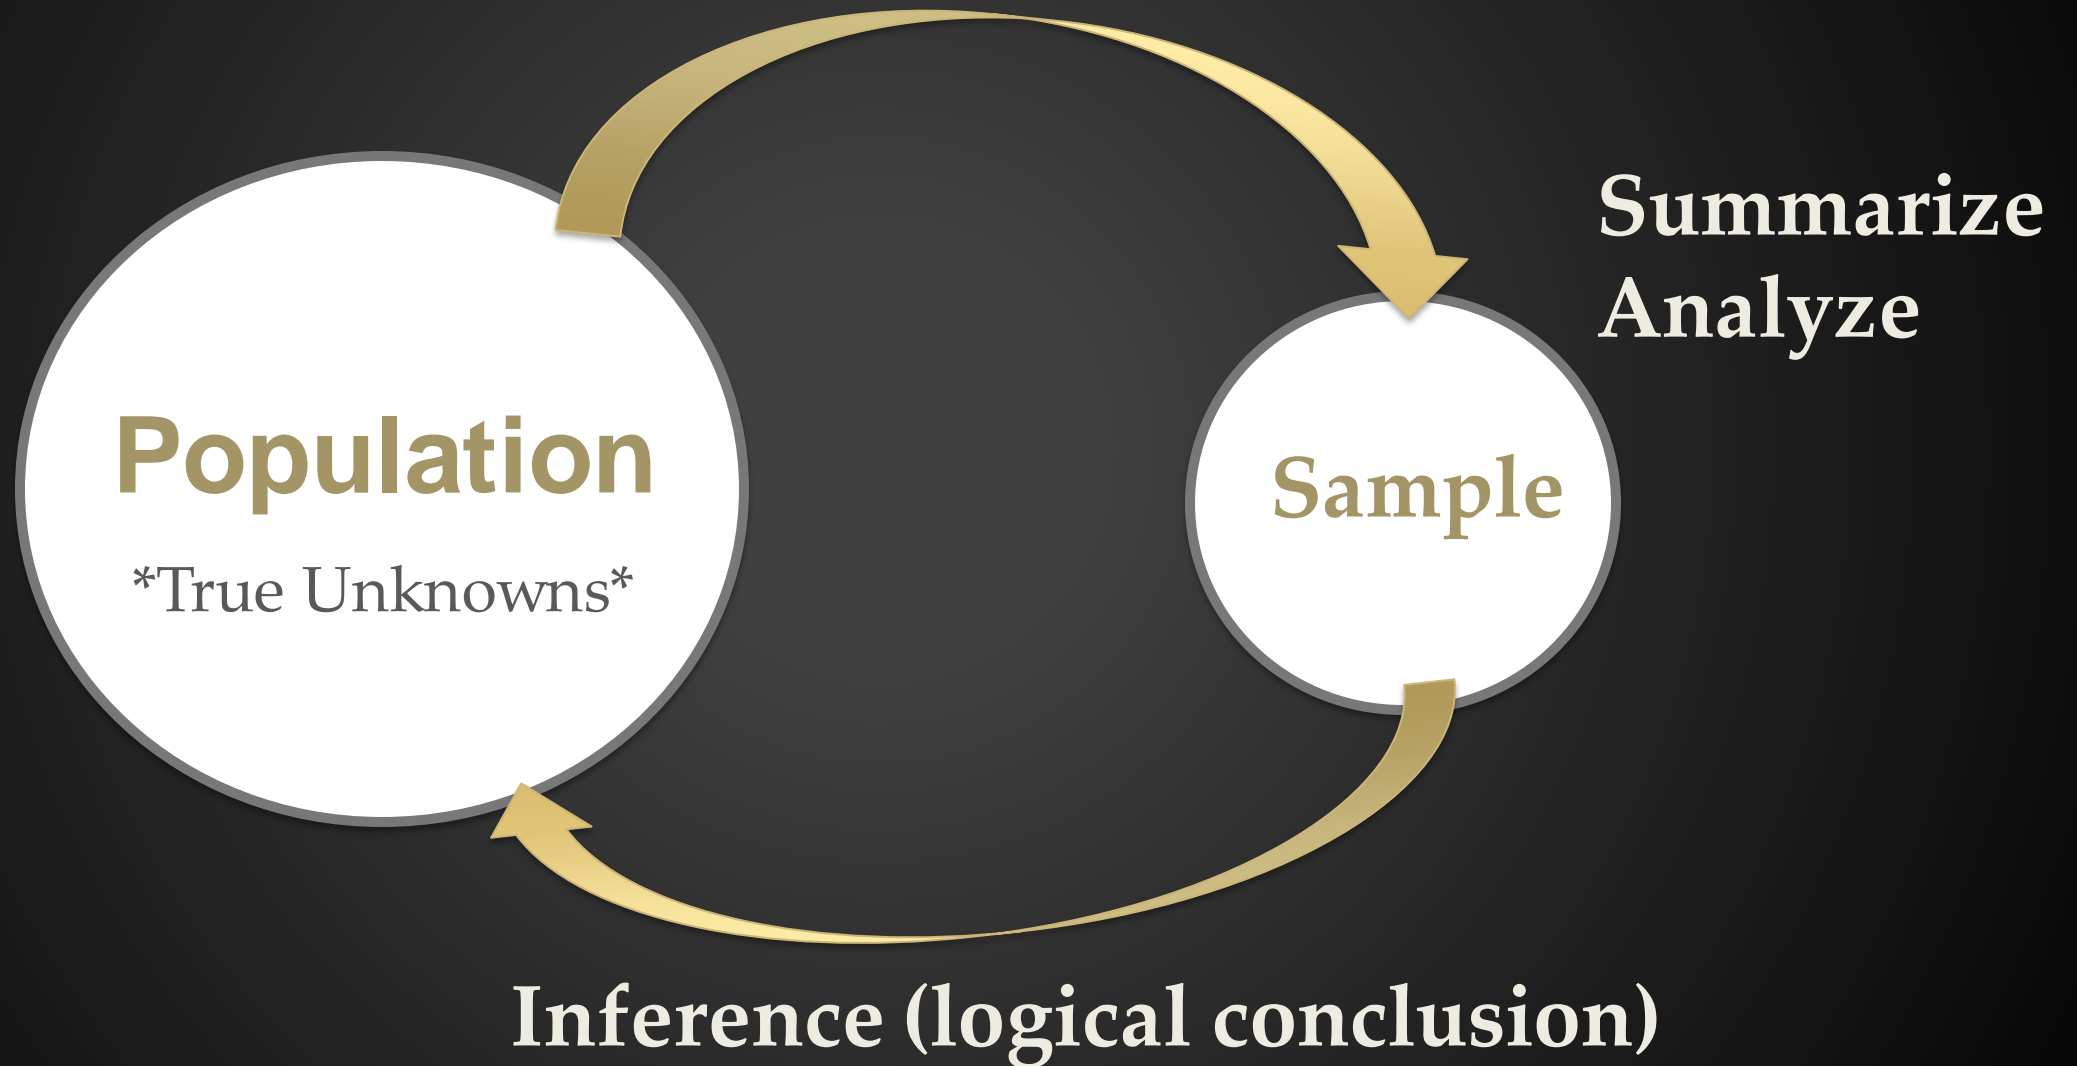 Summarize
Analyze
Population
*True Unknowns*
Sample
Inference (logical conclusion)